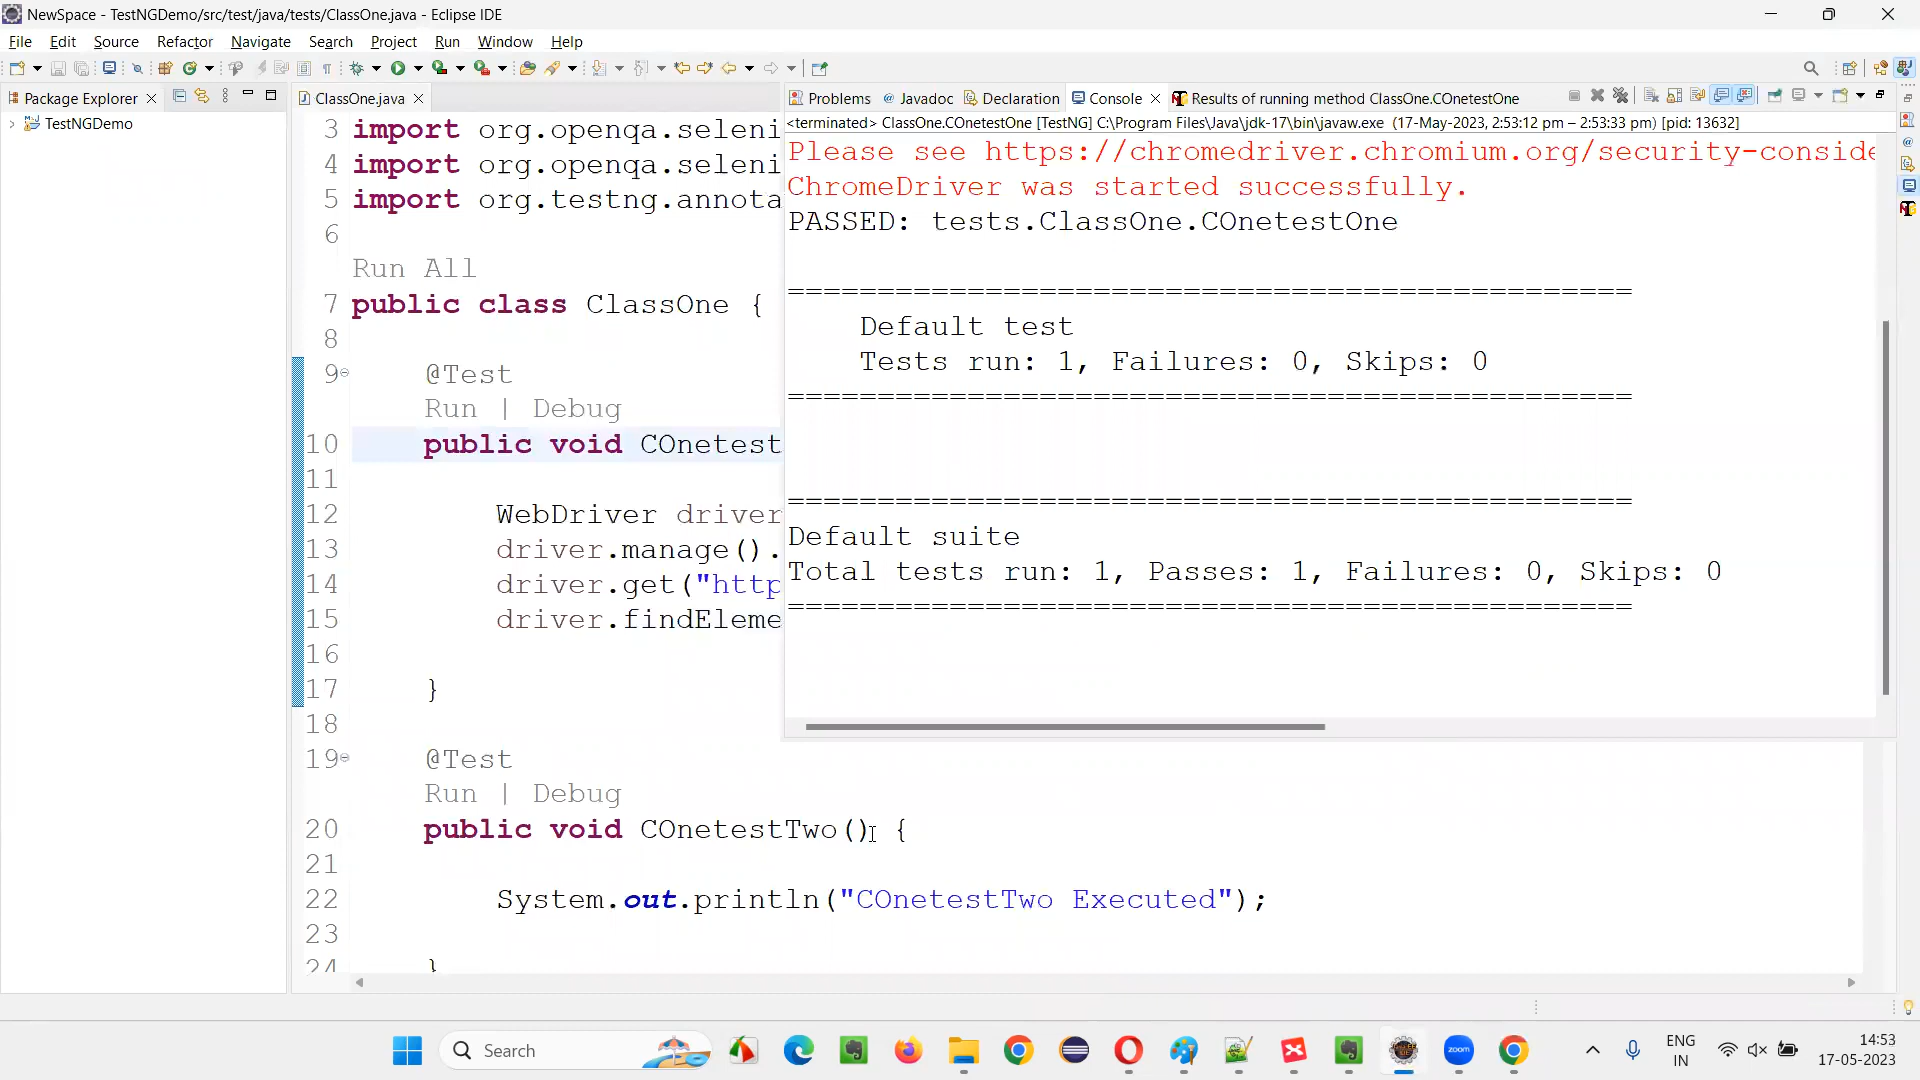 NewSpace - TestNGDemo/src/test/java/tests/ClassOne.java - Eclipse IDE
File Edit Source Refactor Navigate Search Project Run Window Help
Package Explorer
TestNGDemo
ClassOne.java
3 import org.openqa.seleni
4 import org.openqa.seleni
5 import org.testng.annota
6
Run All
7 public class ClassOne {
8
9 @Test
Run | Debug
10 public void COnetest
11
12 WebDriver driver
13 driver.manage().
14 driver.get("http
15 driver.findEleme
16
17 }
18
19 @Test
Run | Debug
20 public void COnetestTwo() {
21
22 System.out.println("COnetestTwo Executed");
23
24 }
Problems Javadoc Declaration Console Results of running method ClassOne.COnetestOne
<terminated> ClassOne.COnetestOne [TestNG] C:\Program Files\Java\jdk-17\bin\javaw.exe (17-May-2023, 2:53:12 pm – 2:53:33 pm) [pid: 13632]
Please see https://chromedriver.chromium.org/security-conside
ChromeDriver was started successfully.
PASSED: tests.ClassOne.COnetestOne
===============================================
Default test
Tests run: 1, Failures: 0, Skips: 0
===============================================
===============================================
Default suite
Total tests run: 1, Passes: 1, Failures: 0, Skips: 0
===============================================
Search
zoom
ENG
IN
14:53
17-05-2023